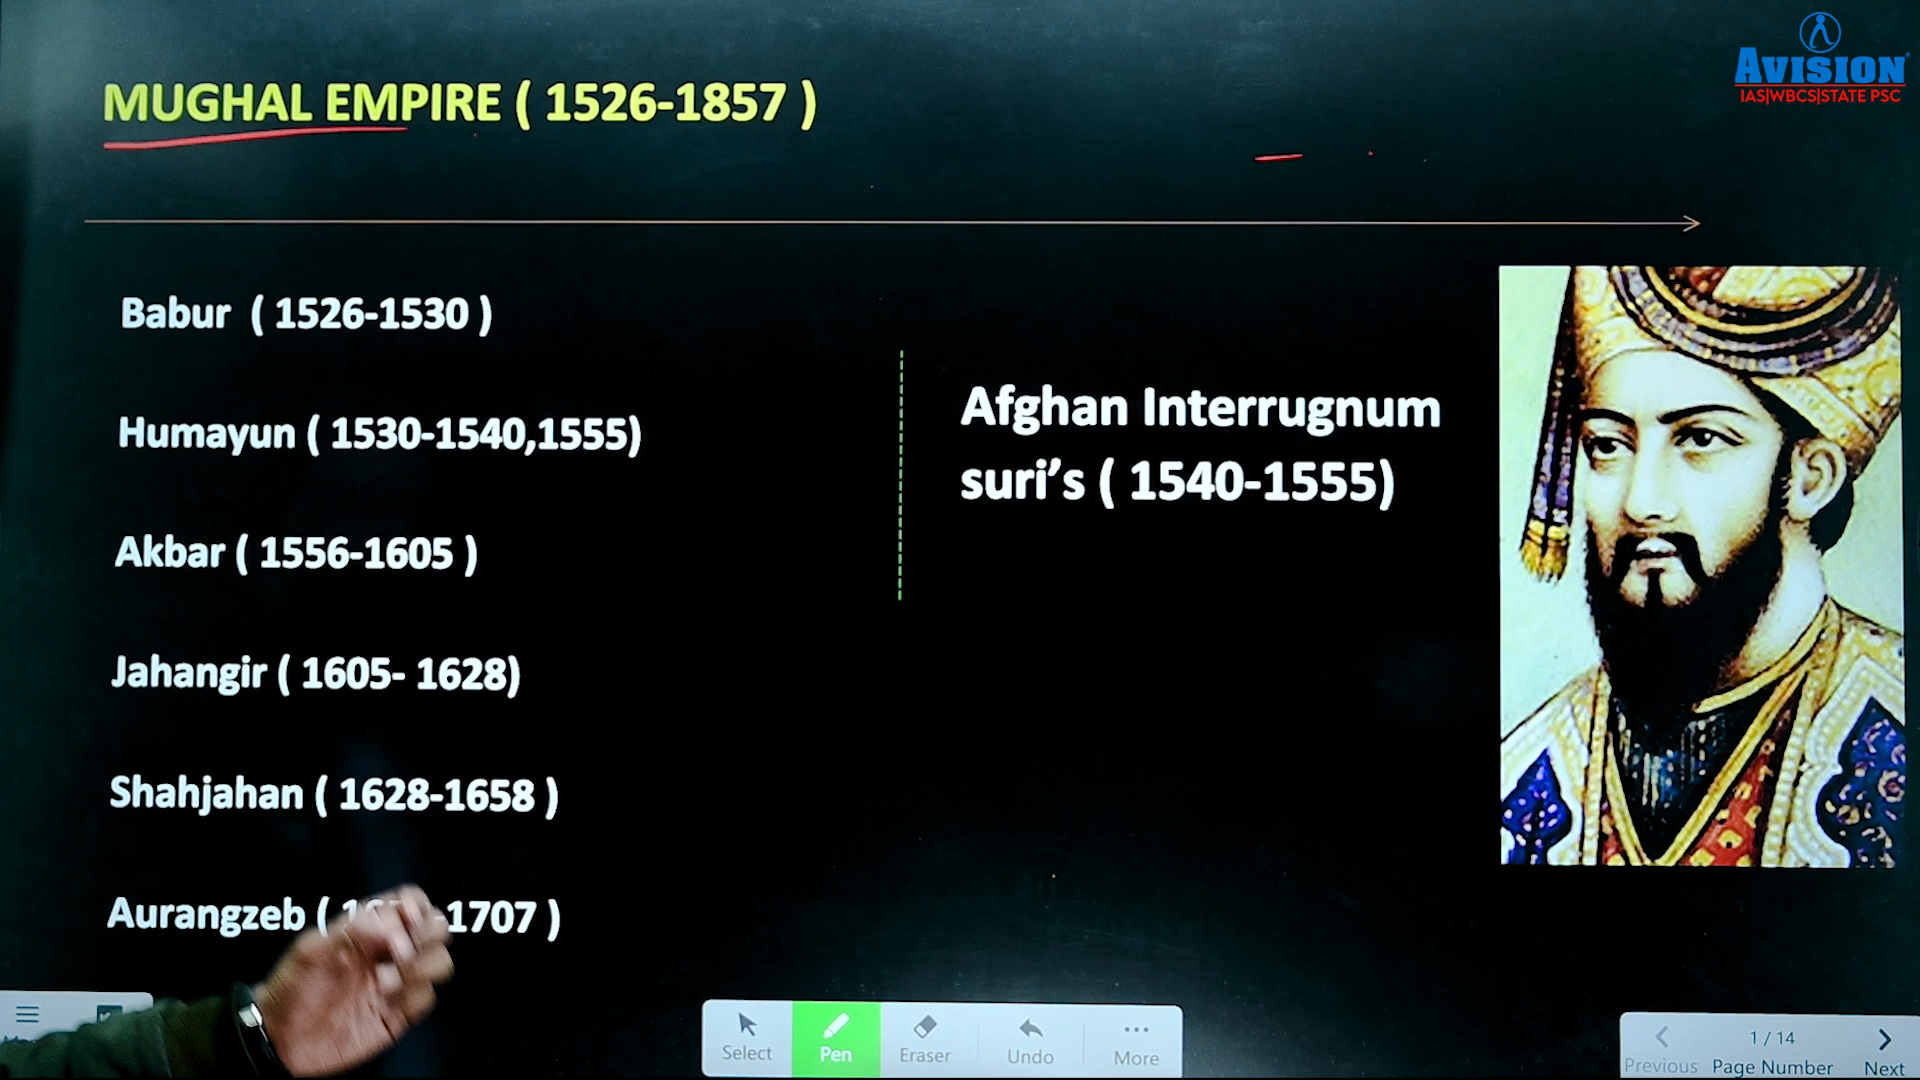 AVISION
IAS|WBCS|STATE PSC
MUGHAL EMPIRE ( 1526-1857 )
Babur ( 1526-1530 )
Humayun ( 1530-1540,1555)
Afghan Interrugnum
suri's ( 1540-1555)
Akbar ( 1556-1605 )
Jahangir ( 1605- 1628)
Shahjahan ( 1628-1658 )
Aurangzeb ( -1707 )
Select
Pen
Eraser
Undo
More
1 / 14
Previous
Page Number
Next